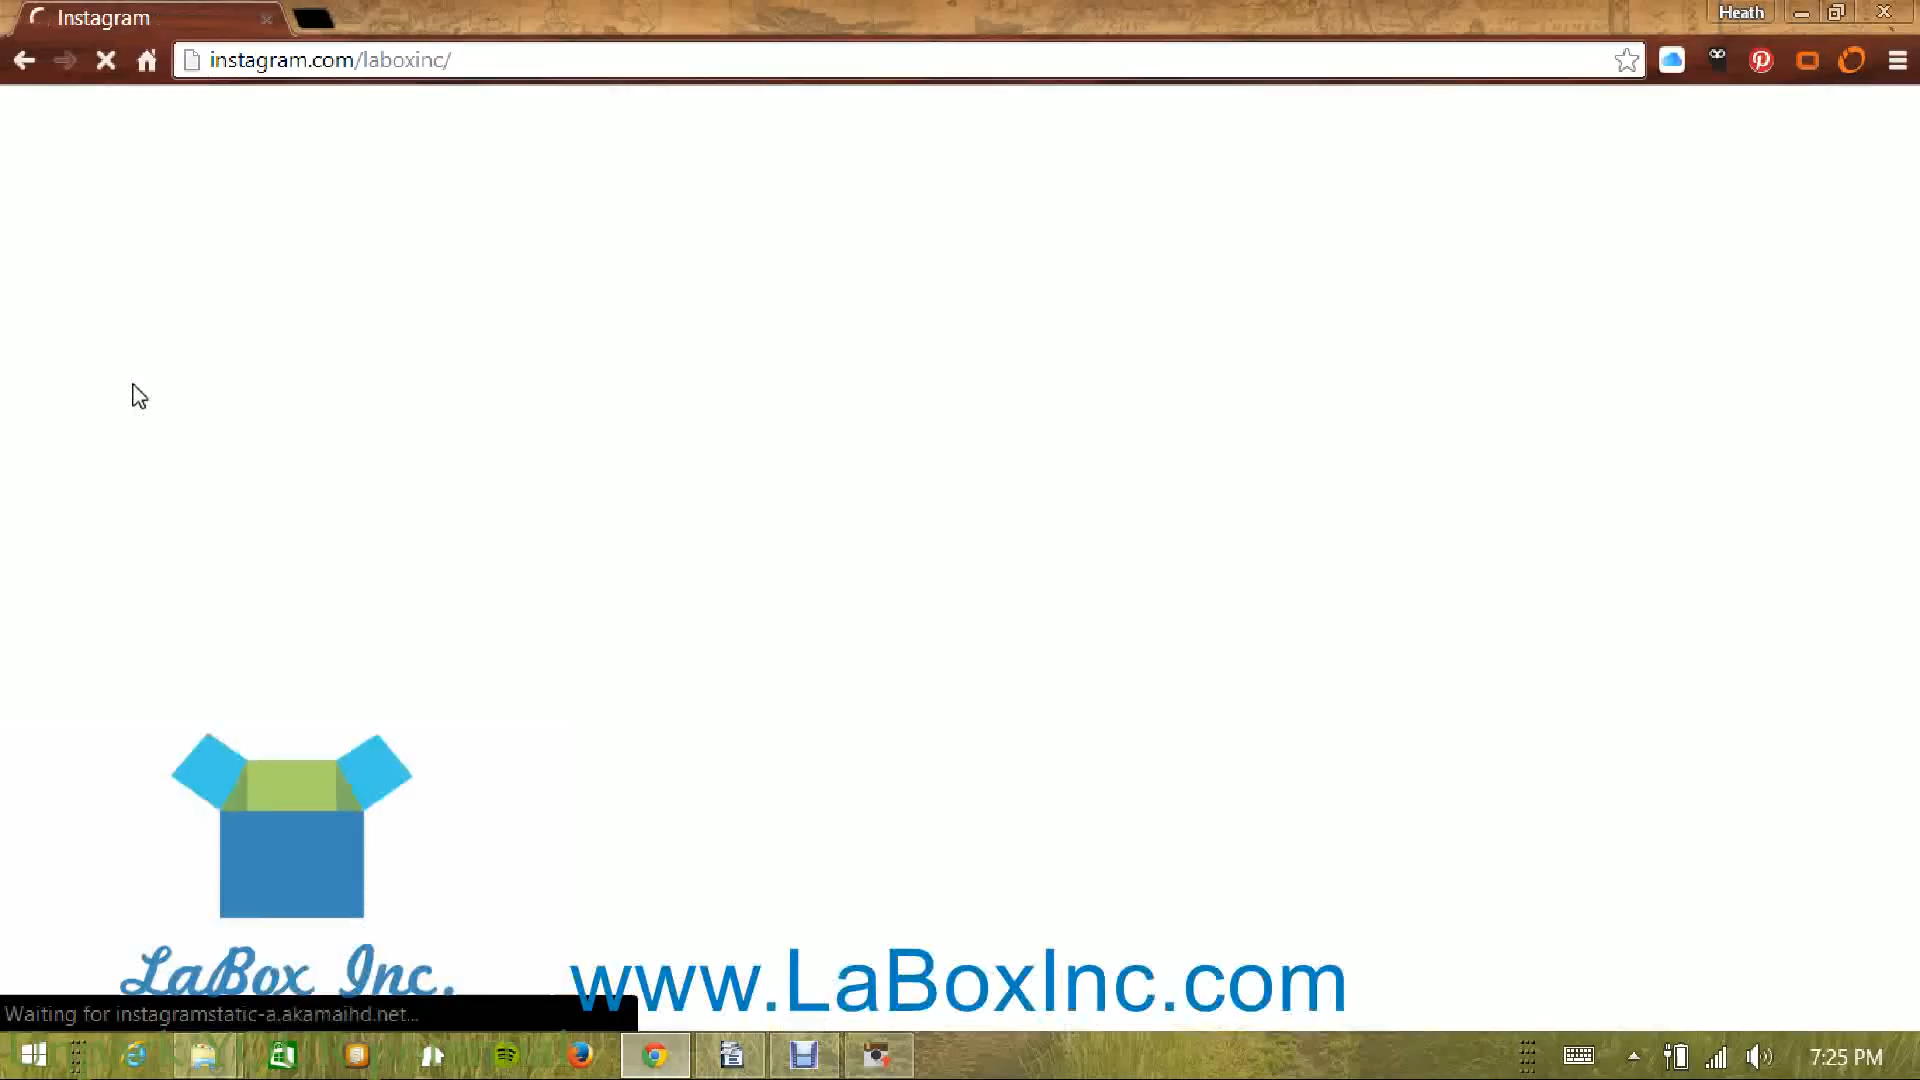 Instagram
Heath
instagram.com/laboxinc/
LaBox Inc.
www.LaBoxInc.com
Waiting for instagramstatic-a.akamaihd.net...
7:25 PM